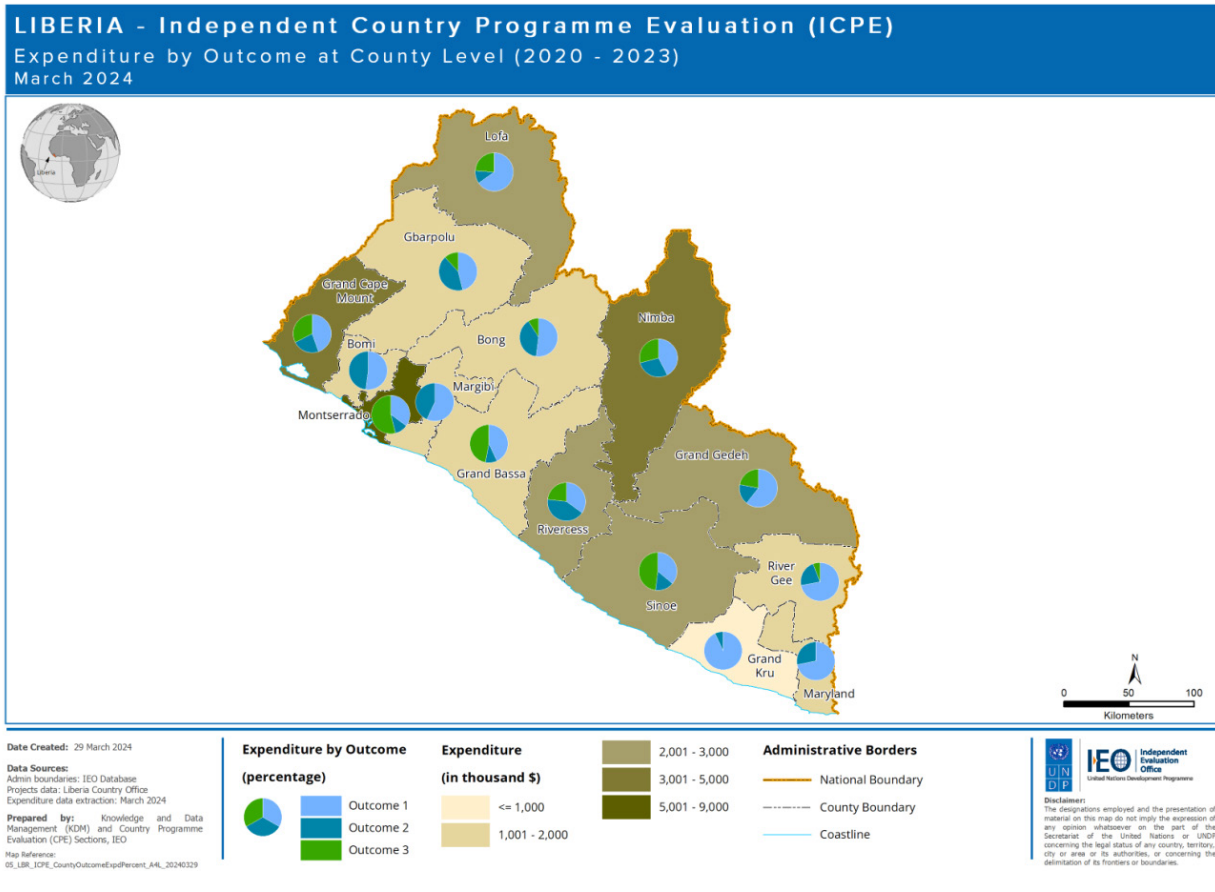 LIBERIA - Independent Country Programme Evaluation (ICPE)
Expenditure by Outcome at County Level (2020 - 2023)
March 2024
Liberia
Lofa
Gbarpolu
Grand Cape
Mount
Nimba
Bong
Bomi
Margibi
Montserrado
Grand Bassa
Grand Gedeh
Rivercess
River
Gee
Sinoe
Grand
Kru
Maryland
N
0 50 100
Kilometers
Date Created: 29 March 2024
Data Sources:
Admin boundaries: IEO Database
Projects data: Liberia Country Office
Expenditure data extraction: March 2024
Prepared by: Knowledge and Data
Management (KDM) and Country Programme
Evaluation (CPE) Sections, IEO
Map Reference:
05_LBR_ICPE_CountyOutcomeExpdPercent_A4L_20240329
Expenditure by Outcome
(percentage)
Outcome 1
Outcome 2
Outcome 3
Expenditure
(in thousand $)
<= 1,000
1,001 - 2,000
2,001 - 3,000
3,001 - 5,000
5,001 - 9,000
Administrative Borders
National Boundary
County Boundary
Coastline
U N
D P
IEO
Independent
Evaluation
Office
United Nations Development Programme
Disclaimer:
The designations employed and the presentation of
material on this map do not imply the expression of
any opinion whatsoever on the part of the
Secretariat of the United Nations or UNDP
concerning the legal status of any country, territory,
city or area or its authorities, or concerning the
delimitation of its frontiers or boundaries.